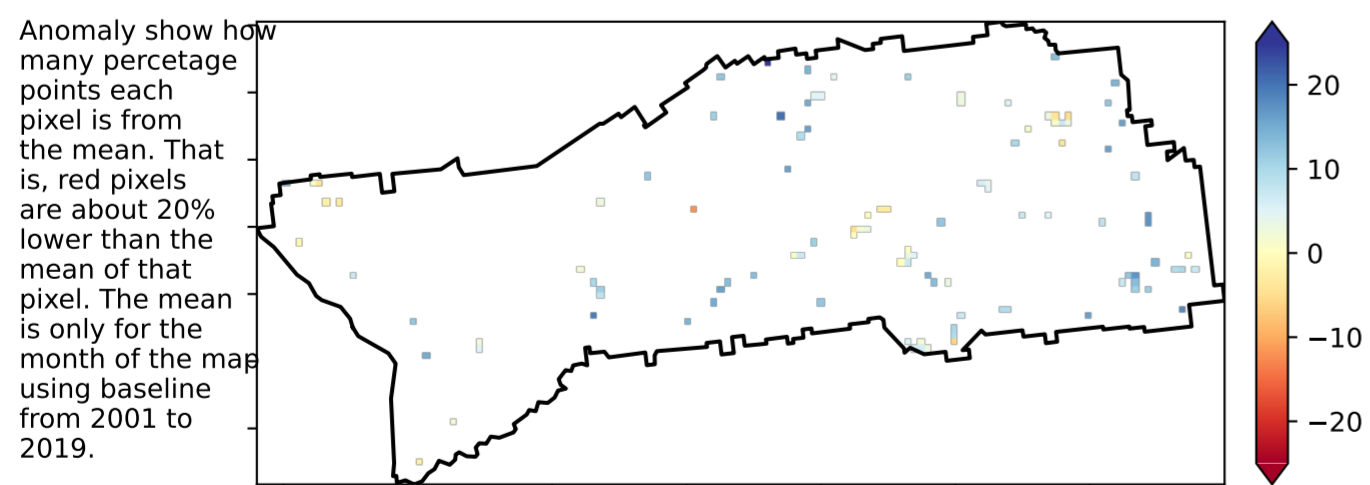 Anomaly show how
many percetage
points each
pixel is from
the mean. That
is, red pixels
are about 20%
lower than the
mean of that
pixel. The mean
is only for the
month of the map
using baseline
from 2001 to
2019.
20
10
0
−10
−20